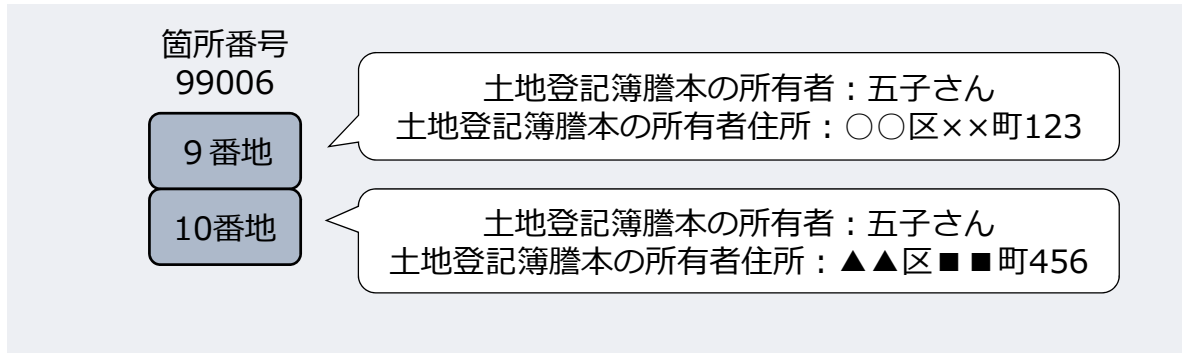 箇所番号
99006
土地登記簿謄本の所有者：五子さん
土地登記簿謄本の所有者住所：○○区××町123
９番地
土地登記簿謄本の所有者：五子さん
土地登記簿謄本の所有者住所：▲▲区■■町456
10番地